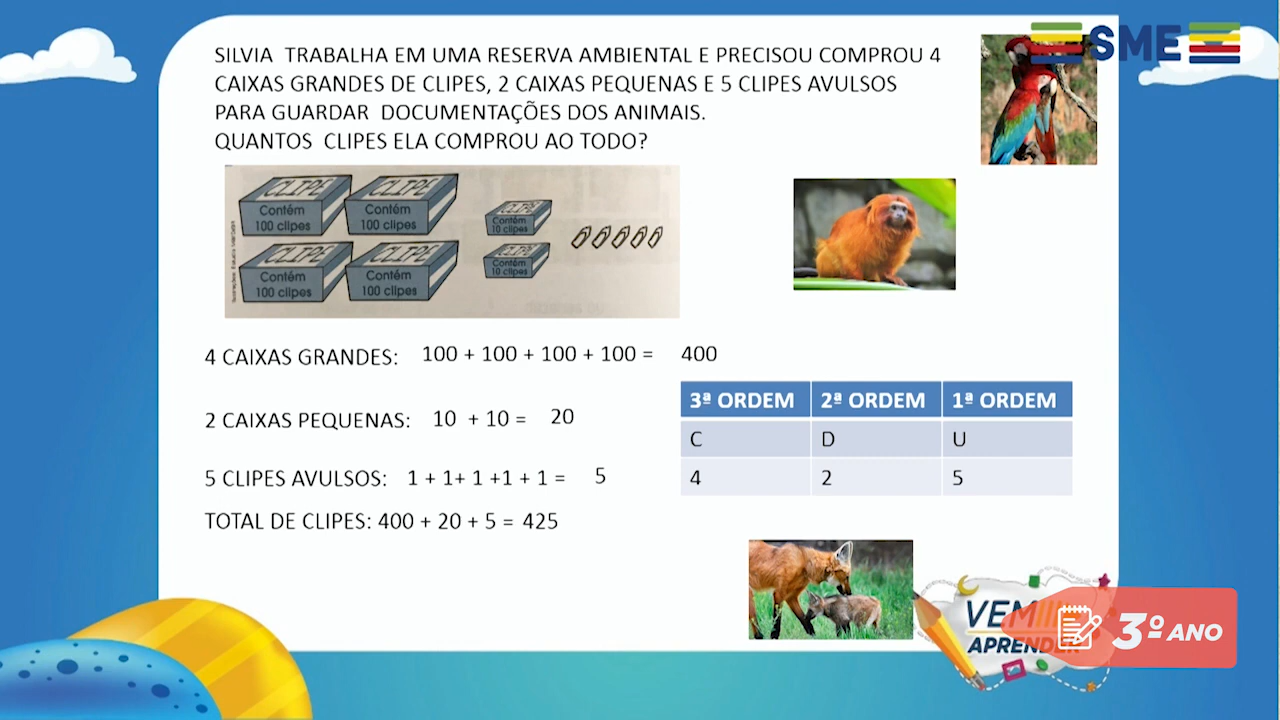 SME
SILVIA TRABALHA EM UMA RESERVA AMBIENTAL E PRECISOU COMPROU 4
CAIXAS GRANDES DE CLIPES, 2 CAIXAS PEQUENAS E 5 CLIPES AVULSOS
PARA GUARDAR DOCUMENTAÇÕES DOS ANIMAIS.
QUANTOS CLIPES ELA COMPROU AO TODO?
CLIPE
Contém
100 clipes
CLIPE
Contém
100 clipes
CLIPE
Contém
10 clipes
CLIPE
Contém
100 clipes
CLIPE
Contém
100 clipes
CLIPE
Contém
10 clipes
4 CAIXAS GRANDES: 100 + 100 + 100 + 100 = 400
2 CAIXAS PEQUENAS: 10 + 10 = 20
5 CLIPES AVULSOS: 1 + 1+ 1 +1 + 1 = 5
TOTAL DE CLIPES: 400 + 20 + 5 = 425
3ª ORDEM 2ª ORDEM 1ª ORDEM
C D U
4 2 5
VEM
APRENDER
3º ANO